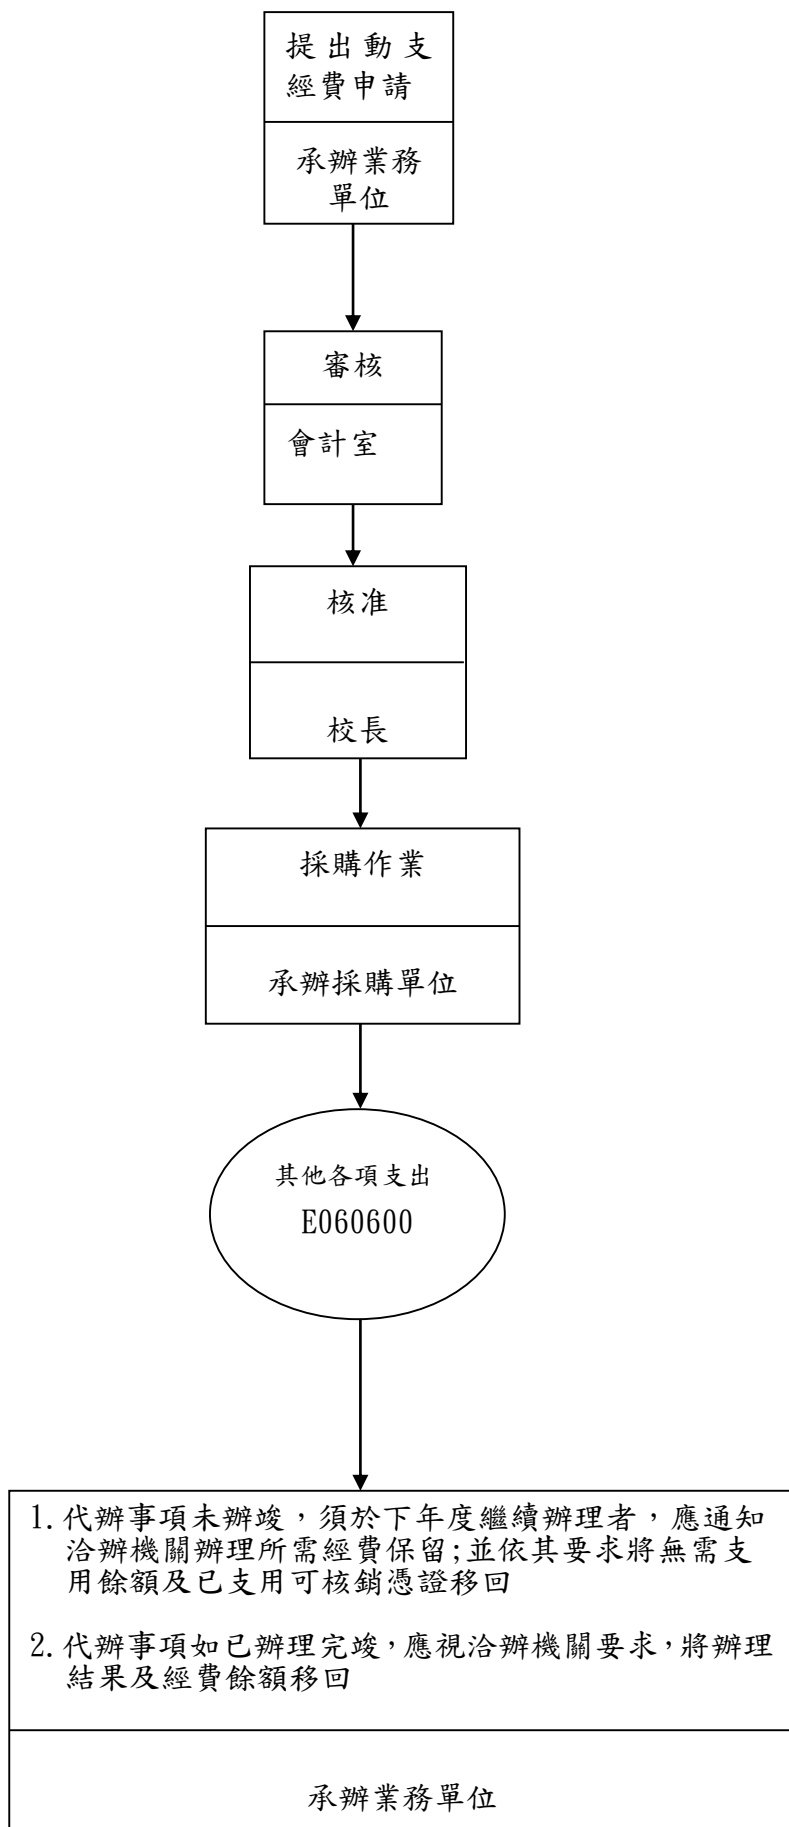 提出動支
經費申請
承辦業務
單位
審核
會計室
核准
校長
採購作業
承辦採購單位
其他各項支出
E060600
1.代辦事項未辦竣，須於下年度繼續辦理者，應通知
洽辦機關辦理所需經費保留;並依其要求將無需支
用餘額及已支用可核銷憑證移回
2.代辦事項如已辦理完竣，應視洽辦機關要求，將辦理
結果及經費餘額移回
承辦業務單位